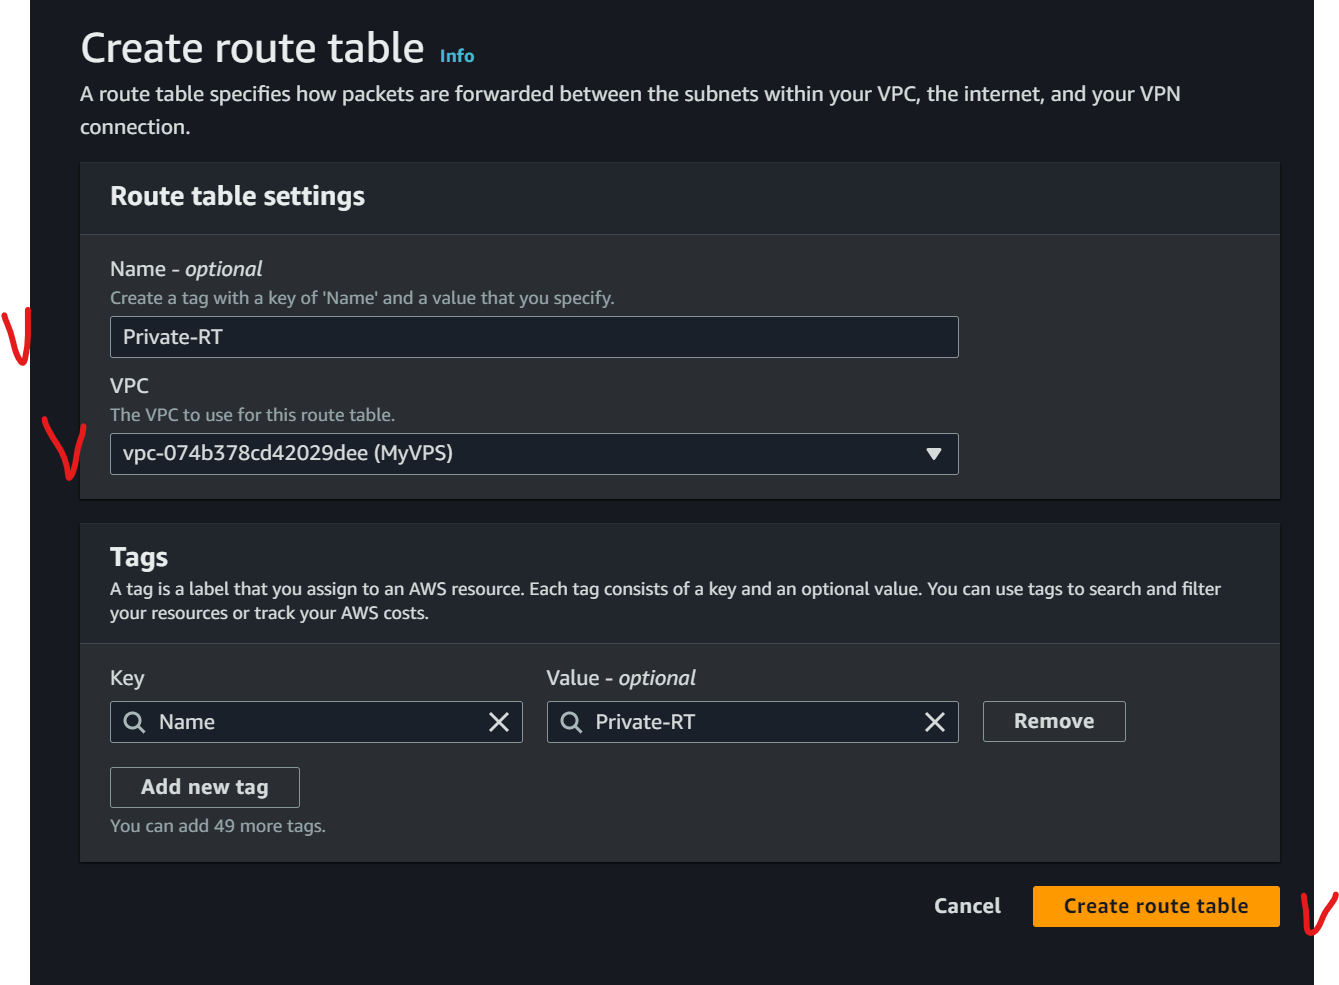 Create route table Info
A route table specifies how packets are forwarded between the subnets within your VPC, the internet, and your VPN
connection.
Route table settings
Name - optional
Create a tag with a key of 'Name' and a value that you specify.
Private-RT
VPC
The VPC to use for this route table.
vpc-074b378cd42029dee (MyVPS)
Tags
A tag is a label that you assign to an AWS resource. Each tag consists of a key and an optional value. You can use tags to search and filter
your resources or track your AWS costs.
Key Value - optional
Name Private-RT Remove
Add new tag
You can add 49 more tags.
Cancel Create route table